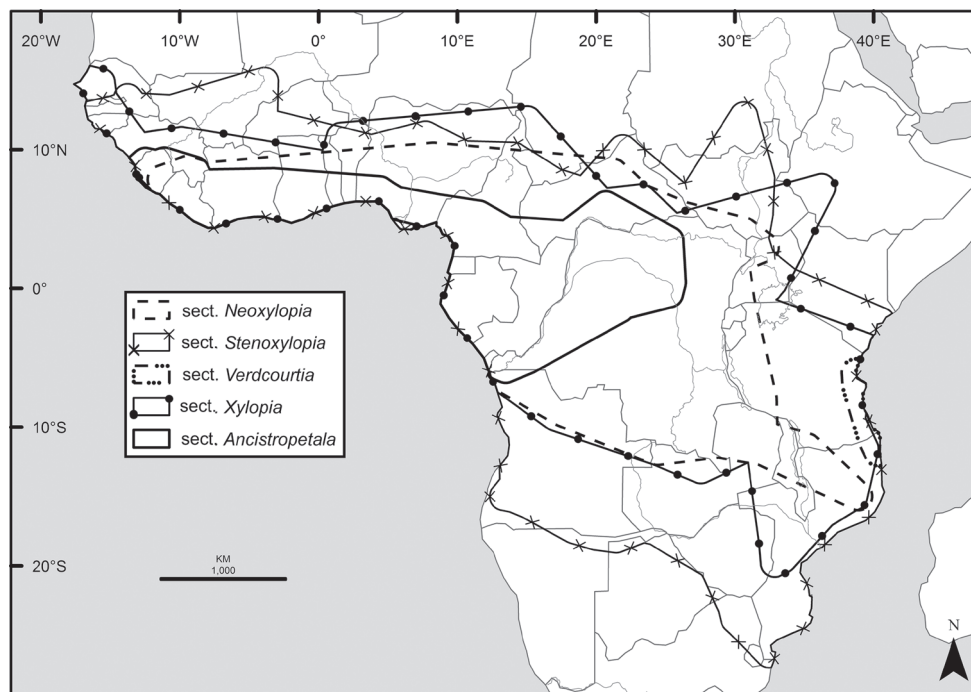 20°W 10°W 0° 10°E 20°E 30°E 40°E
10°N
0°
10°S
20°S
sect. Neoxylopia
sect. Stenoxylopia
sect. Verdcourtia
sect. Xylopia
sect. Ancistropetala
KM
1,000
N